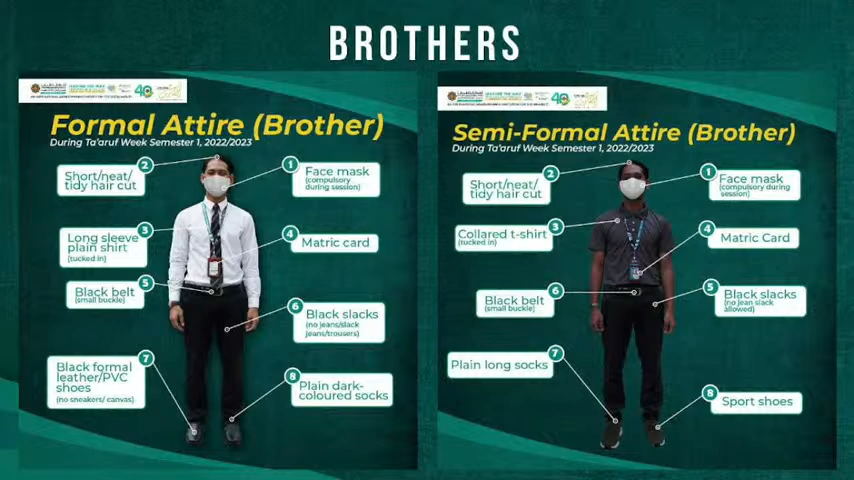 BROTHERS
Formal Attire (Brother)
During Ta'aruf Week Semester 1, 2022/2023
2
Short/neat/
tidy hair cut
1
Face mask
(compulsory
during session)
3
Long sleeve
plain shirt
(tucked in)
4
Matric card
5
Black belt
(small buckle)
6
Black slacks
(no jeans/slack
jeans/trousers)
7
Black formal
leather/PVC
shoes
(no sneakers/ canvas)
8
Plain dark-
coloured socks
40
Semi-Formal Attire (Brother)
During Ta'aruf Week Semester 1, 2022/2023
2
Short/neat/
tidy hair cut
1
Face mask
(compulsory during
session)
3
Collared t-shirt
(tucked in)
4
Matric Card
6
Black belt
(small buckle)
5
Black slacks
(no jean slack
allowed)
7
Plain long socks
8
Sport shoes
40